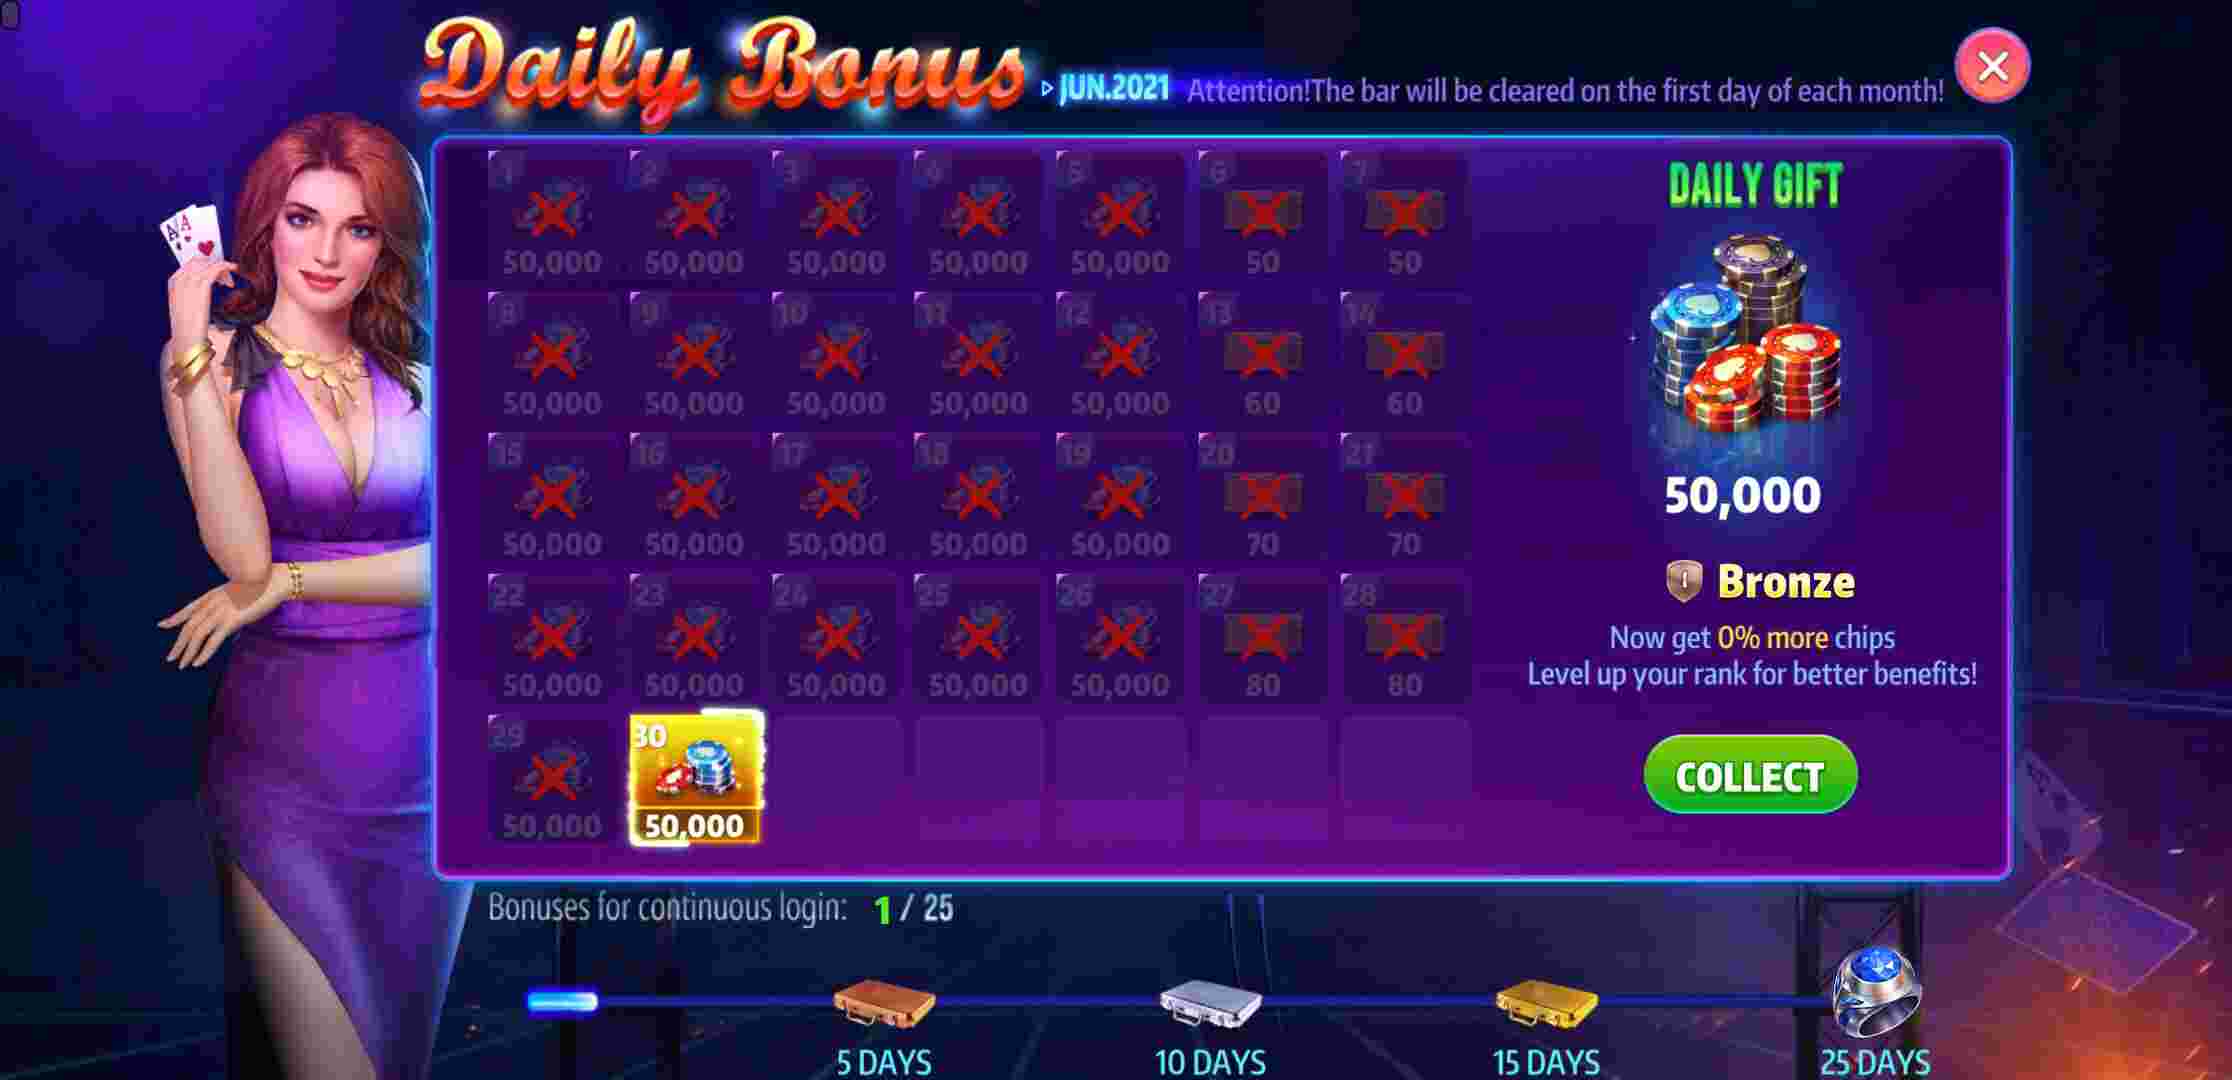 Daily Bonus
JUN.2021
Attention!The bar will be cleared on the first day of each month!
1 2 3 4 5 6 7
50,000 50,000 50,000 50,000 50,000 50 50
8 9 10 11 12 13 14
50,000 50,000 50,000 50,000 50,000 60 60
15 16 17 18 19 20 21
50,000 50,000 50,000 50,000 50,000 70 70
22 23 24 25 26 27 28
50,000 50,000 50,000 50,000 50,000 80 80
29 30
50,000 50,000
DAILY GIFT
50,000
Bronze
Now get 0% more chips
Level up your rank for better benefits!
COLLECT
Bonuses for continuous login: 1 / 25
5 DAYS 10 DAYS 15 DAYS 25 DAYS